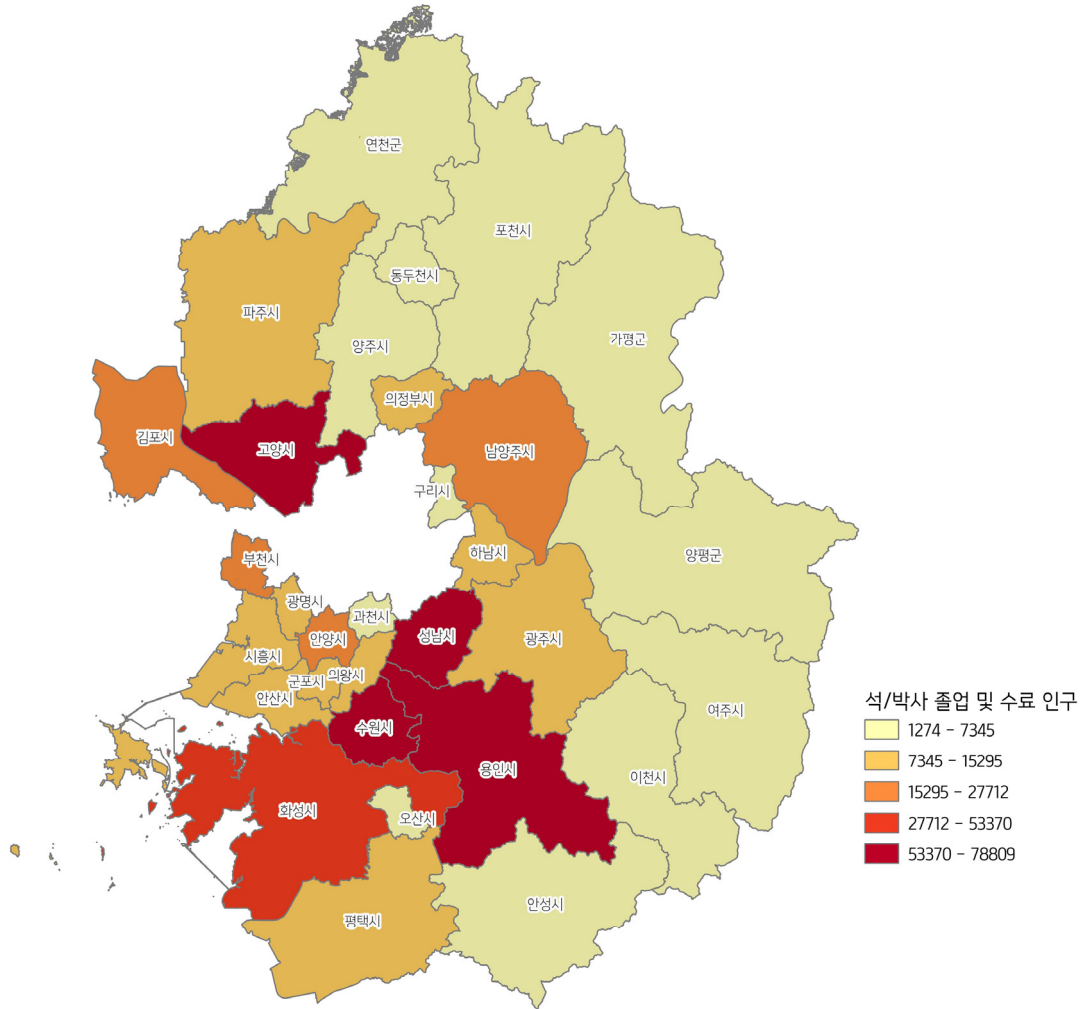 연천군
포천시
동두천시
파주시
가평군
양주시
의정부시
김포시
고양시
남양주시
구리시
하남시
양평군
부천시
광명시
과천시
안양시
성남시
광주시
시흥시
군포시
의왕시
안산시
수원시
여주시
용인시
이천시
화성시
오산시
안성시
평택시
석/박사 졸업 및 수료 인구
1274 - 7345
7345 - 15295
15295 - 27712
27712 - 53370
53370 - 78809